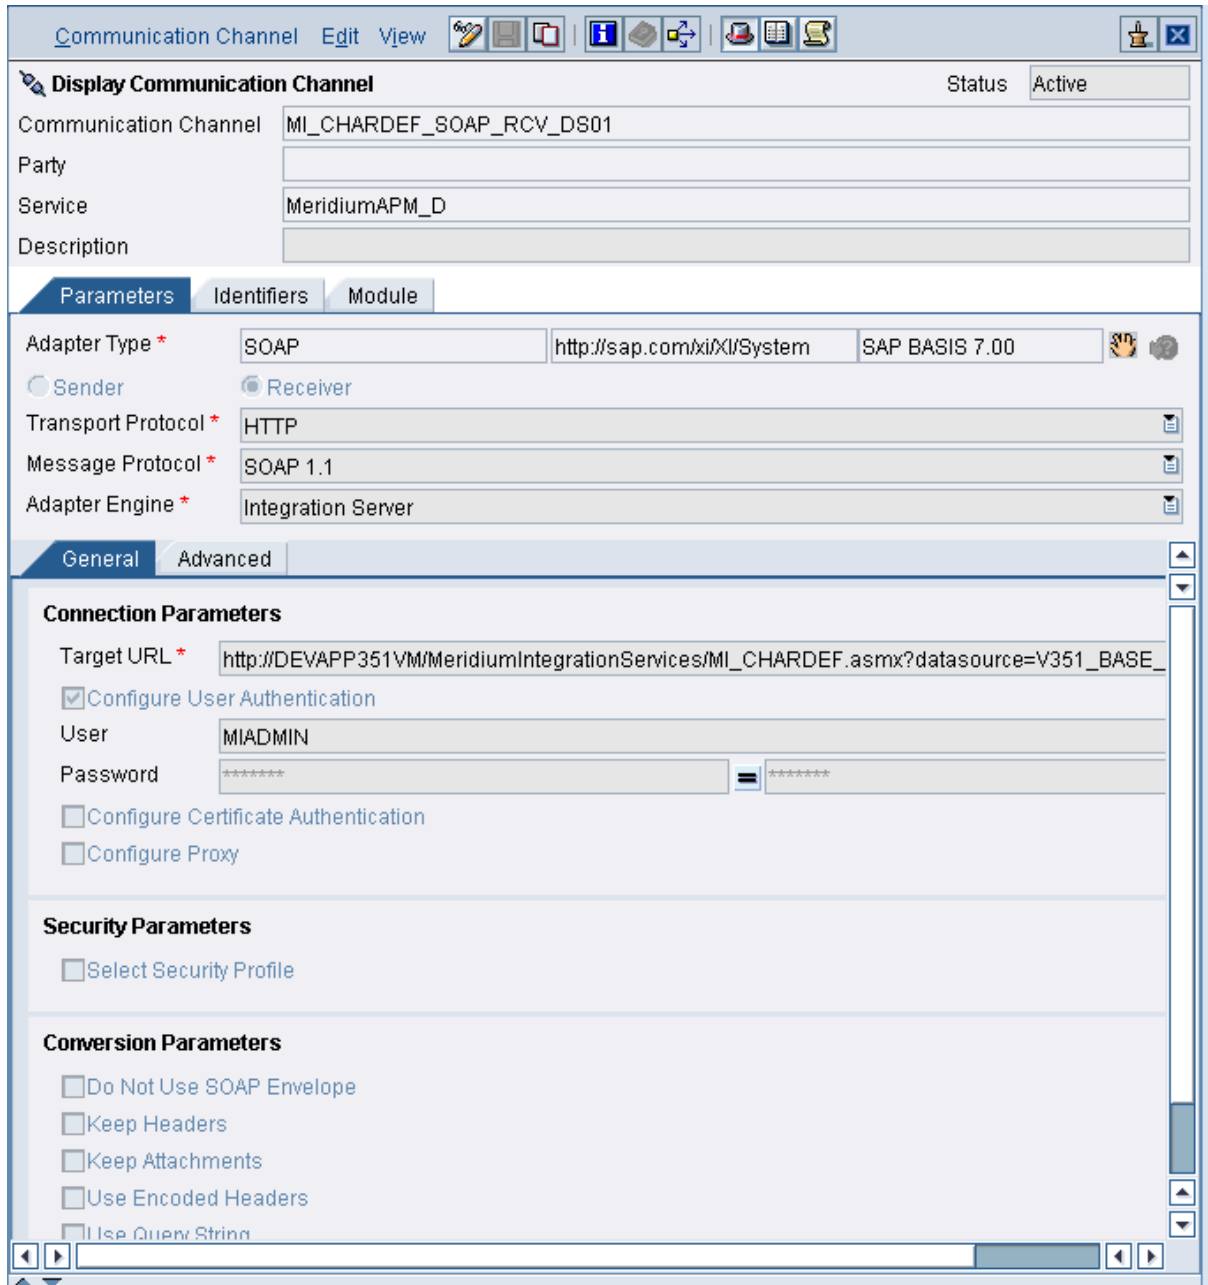 Communication Channel Edit View
Display Communication Channel Status Active
Communication Channel MI_CHARDEF_SOAP_RCV_DS01
Party
Service MeridiumAPM_D
Description
Parameters Identifiers Module
Adapter Type * SOAP http://sap.com/xi/XI/System SAP BASIS 7.00
Sender Receiver
Transport Protocol * HTTP
Message Protocol * SOAP 1.1
Adapter Engine * Integration Server
General Advanced
Connection Parameters
Target URL * http://DEVAPP351VM/MeridiumIntegrationServices/MI_CHARDEF.asmx?datasource=V351_BASE_
Configure User Authentication
User MIADMIN
Password ******* *******
Configure Certificate Authentication
Configure Proxy
Security Parameters
Select Security Profile
Conversion Parameters
Do Not Use SOAP Envelope
Keep Headers
Keep Attachments
Use Encoded Headers
Use Query String